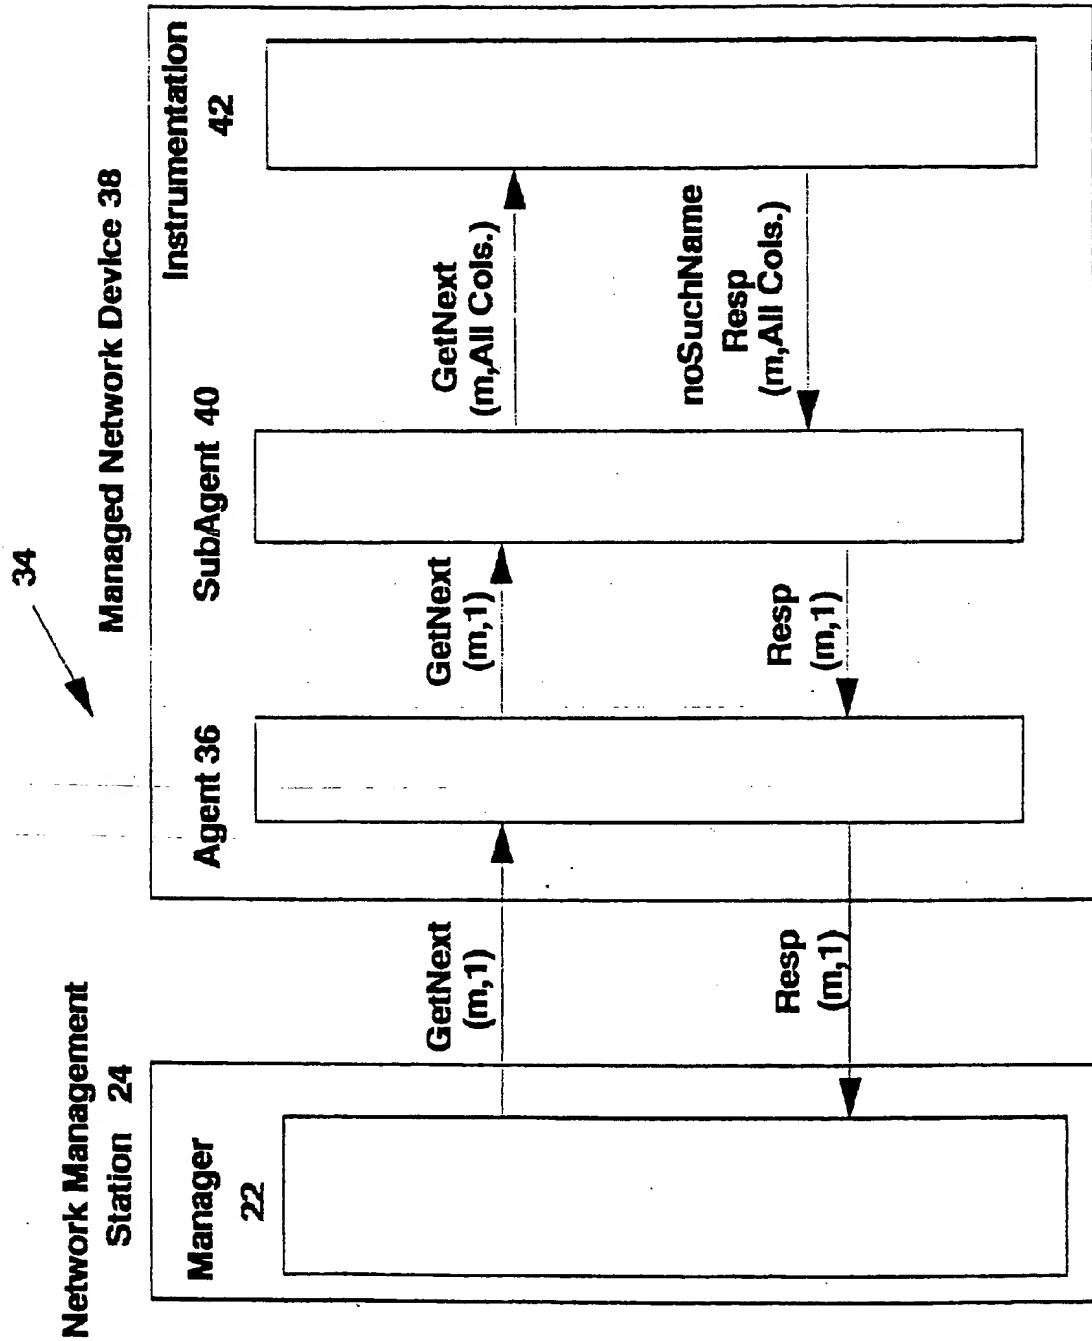 34
Network Management
Station 24
Managed Network Device 38
Manager
22
Agent 36
SubAgent 40
Instrumentation
42
GetNext
(m,1)
GetNext
(m,1)
GetNext
(m,All Cols.)
Resp
(m,1)
Resp
(m,1)
noSuchName
Resp
(m,All Cols.)